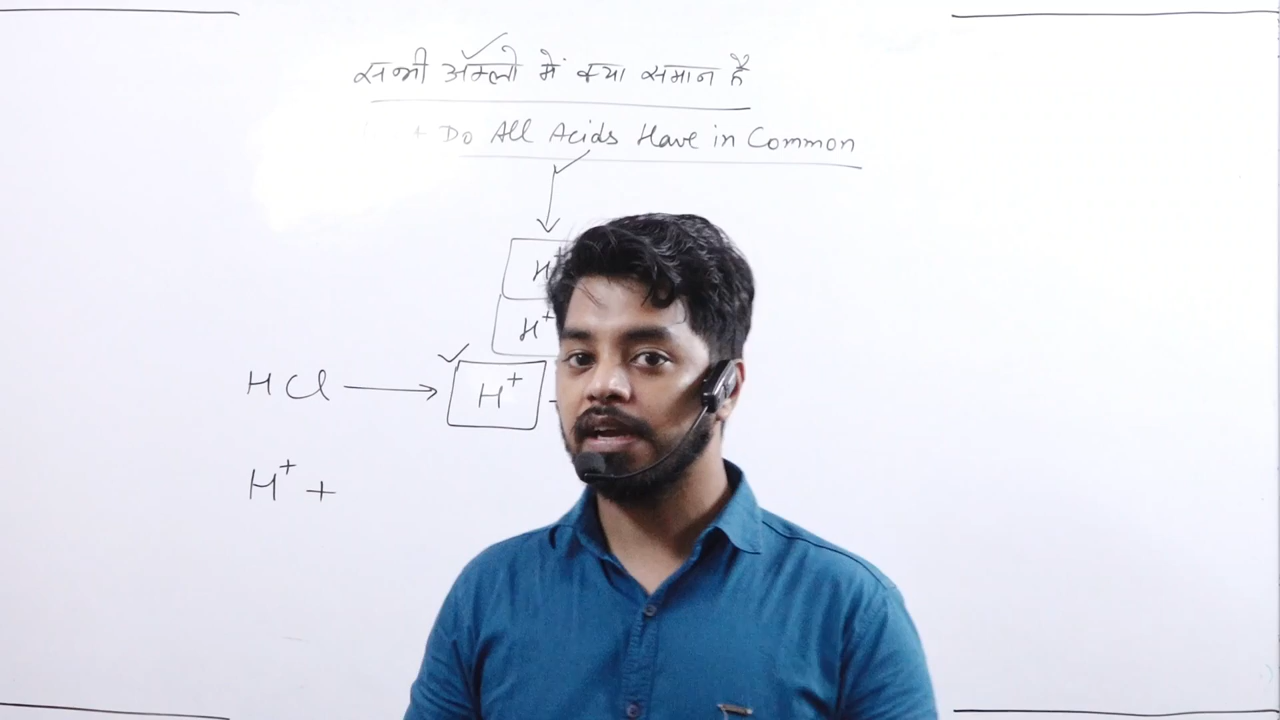 सभी अम्लो में क्या समान है
Do All Acids Have in Common
H+
H+
HCl → H+
H+ +